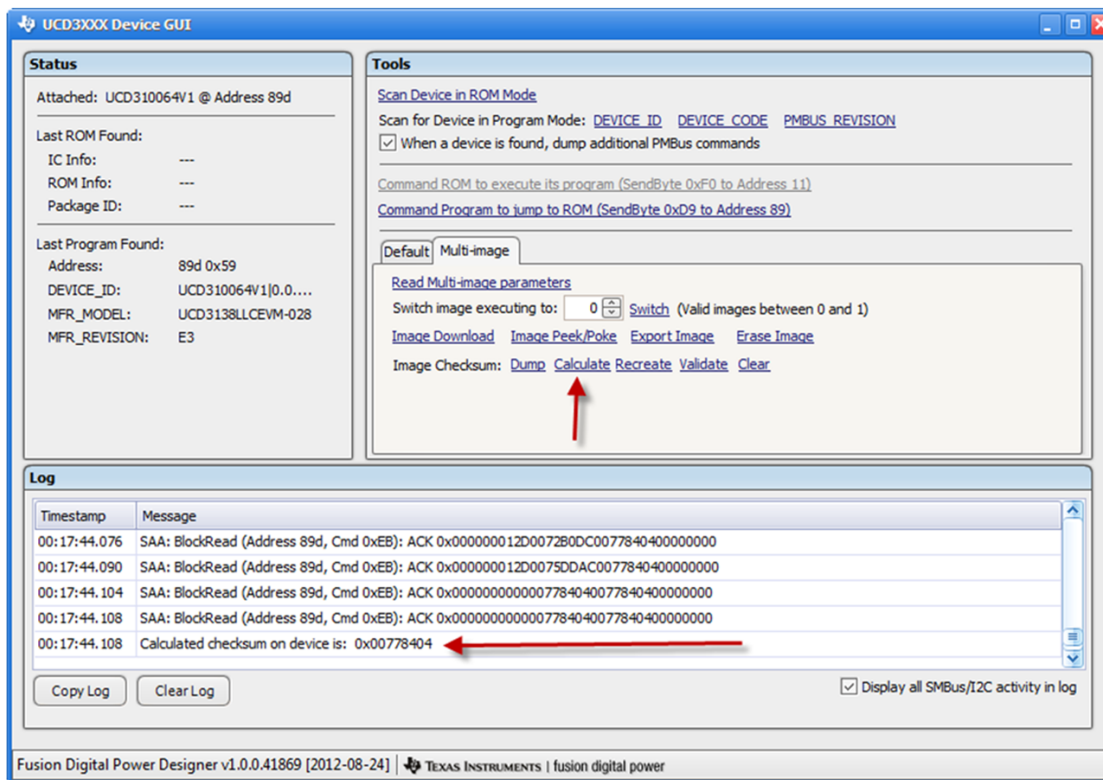 UCD3XXX Device GUI
Status
Attached: UCD310064V1 @ Address 89d
Last ROM Found:
IC Info: ---
ROM Info: ---
Package ID: ---
Last Program Found:
Address: 89d 0x59
DEVICE_ID: UCD310064V1|0.0....
MFR_MODEL: UCD3138LLCEVM-028
MFR_REVISION: E3
Tools
Scan Device in ROM Mode
Scan for Device in Program Mode: DEVICE_ID DEVICE_CODE PMBUS_REVISION
When a device is found, dump additional PMBus commands
Command ROM to execute its program (SendByte 0xF0 to Address 11)
Command Program to jump to ROM (SendByte 0xD9 to Address 89)
Default Multi-image
Read Multi-image parameters
Switch image executing to: 0 Switch (Valid images between 0 and 1)
Image Download Image Peek/Poke Export Image Erase Image
Image Checksum: Dump Calculate Recreate Validate Clear
Log
Timestamp Message
00:17:44.076 SAA: BlockRead (Address 89d, Cmd 0xEB): ACK 0x000000012D0072B0DC0077840400000000
00:17:44.090 SAA: BlockRead (Address 89d, Cmd 0xEB): ACK 0x000000012D0075DDAC0077840400000000
00:17:44.104 SAA: BlockRead (Address 89d, Cmd 0xEB): ACK 0x0000000000007784040077840400000000
00:17:44.108 SAA: BlockRead (Address 89d, Cmd 0xEB): ACK 0x0000000000007784040077840400000000
00:17:44.108 Calculated checksum on device is: 0x00778404
Copy Log Clear Log Display all SMBus/I2C activity in log
Fusion Digital Power Designer v1.0.0.41869 [2012-08-24] TEXAS INSTRUMENTS | fusion digital power